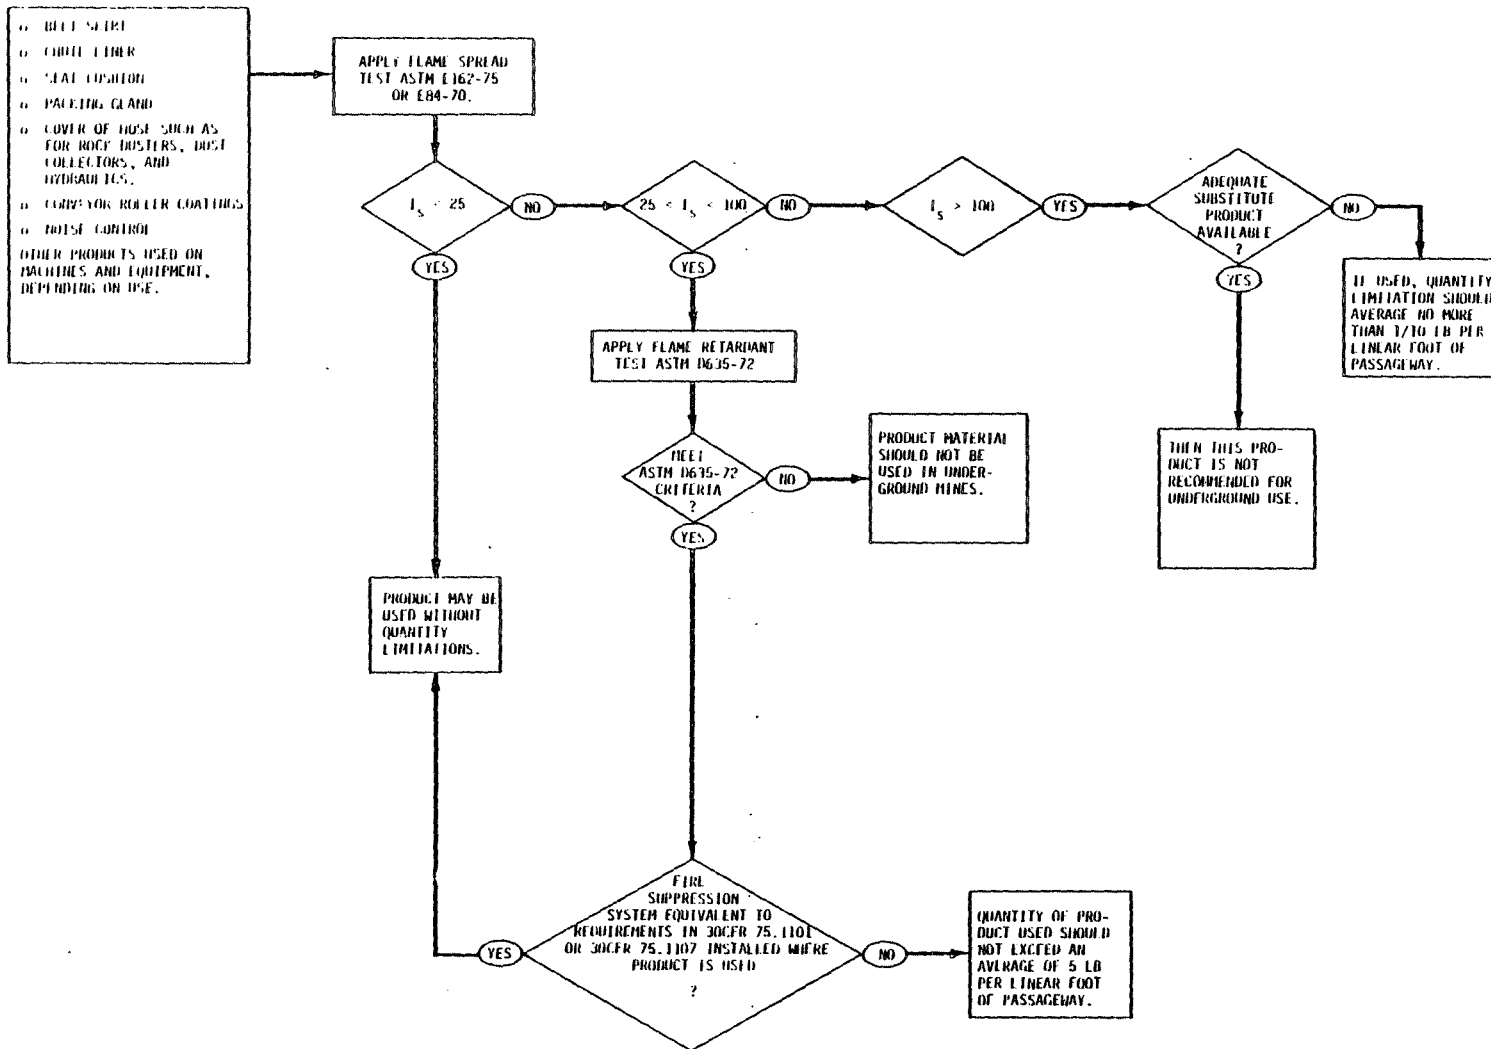 o BELT SKIRT
o CHUTE LINER
o SEAT CUSHION
o PACKING GLAND
o COVER OF HOSE SUCH AS
FOR ROCK DUSTERS, DUST
COLLECTORS, AND
HYDRAULICS.
o CONVEYOR ROLLER COATINGS
o NOISE CONTROL
OTHER PRODUCTS USED ON
MACHINES AND EQUIPMENT,
DEPENDING ON USE.
APPLY FLAME SPREAD
TEST ASTM E162-75
OR E84-70.
I_s < 25
NO
25 < I_s < 100
NO
I_s > 100
YES
ADEQUATE
SUBSTITUTE
PRODUCT
AVAILABLE
?
NO
YES
YES
YES
IF USED, QUANTITY
LIMITATION SHOULD
AVERAGE NO MORE
THAN 1/10 LB PER
LINEAR FOOT OF
PASSAGEWAY.
APPLY FLAME RETARDANT
TEST ASTM D635-72
MEET
ASTM D635-72
CRITERIA
?
NO
PRODUCT MATERIAL
SHOULD NOT BE
USED IN UNDER-
GROUND MINES.
THEN THIS PRO-
DUCT IS NOT
RECOMMENDED FOR
UNDERGROUND USE.
YES
PRODUCT MAY BE
USED WITHOUT
QUANTITY
LIMITATIONS.
FIRE
SUPPRESSION
SYSTEM EQUIVALENT TO
REQUIREMENTS IN 30CFR 75.1101
OR 30CFR 75.1107 INSTALLED WHERE
PRODUCT IS USED
?
YES
NO
QUANTITY OF PRO-
DUCT USED SHOULD
NOT EXCEED AN
AVERAGE OF 5 LB
PER LINEAR FOOT
OF PASSAGEWAY.